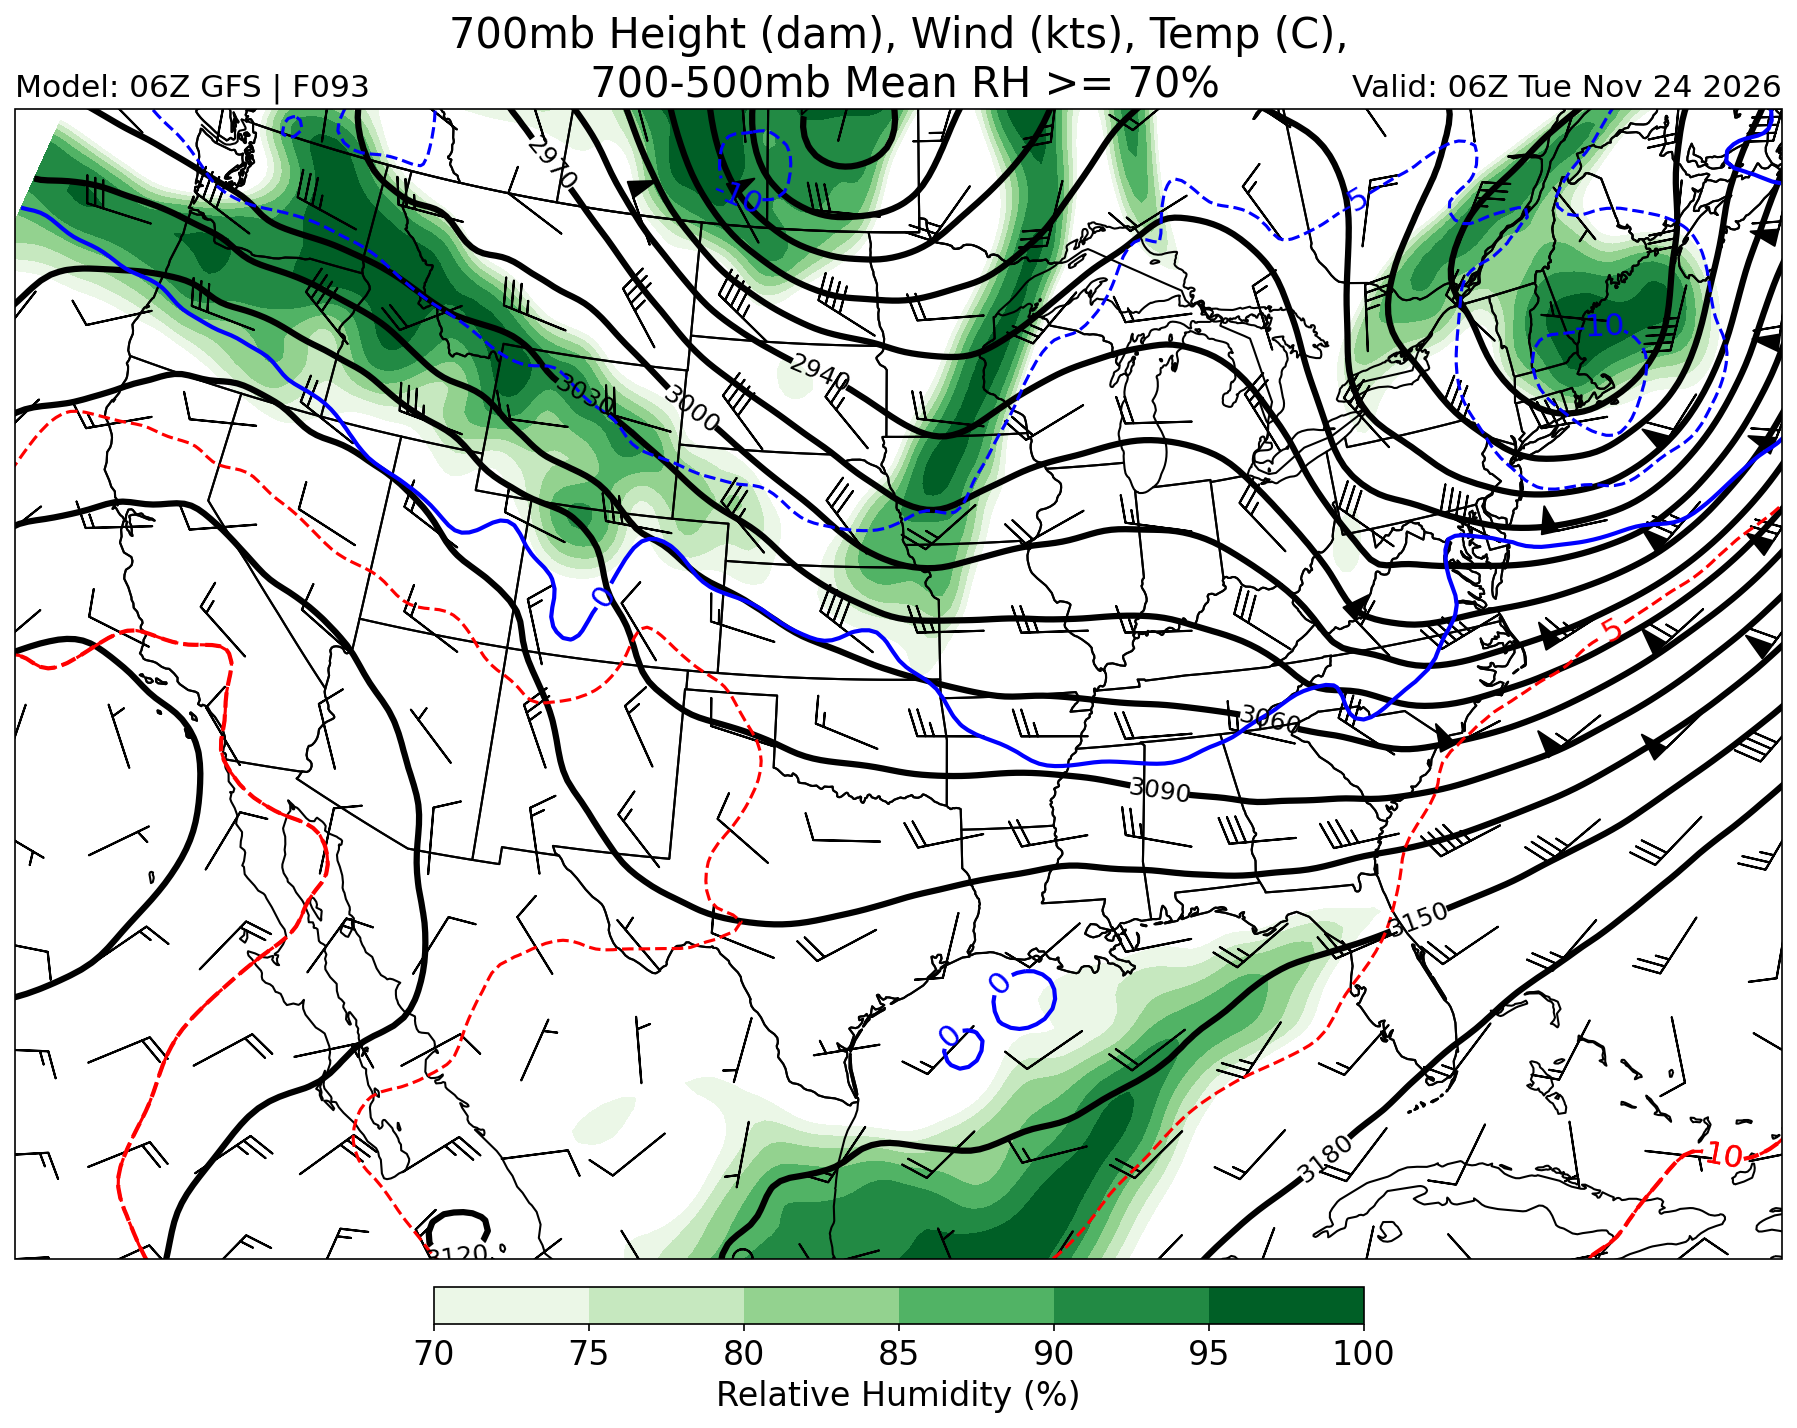 700mb Height (dam), Wind (kts), Temp (C),
Model: 06Z GFS | F093
700-500mb Mean RH >= 70%
Valid: 06Z Tue Nov 24 2026
2970
-10
5
-10
2940
3030
3000
0
5
3060
3090
3150
0
0
3180
10
3120
70 75 80 85 90 95 100
Relative Humidity (%)